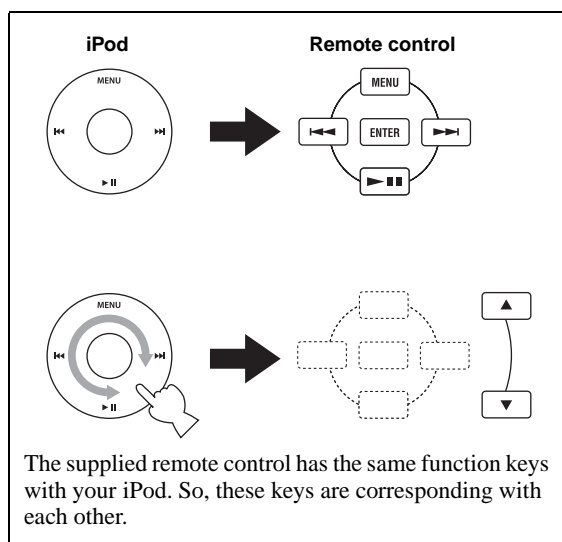 iPod Remote control
MENU MENU
⏮ ⏭ ⏮ ENTER ⏭
►❚❚ ►❚❚
MENU ▲
⏮ ⏭
►❚❚ ▼
The supplied remote control has the same function keys
with your iPod. So, these keys are corresponding with
each other.